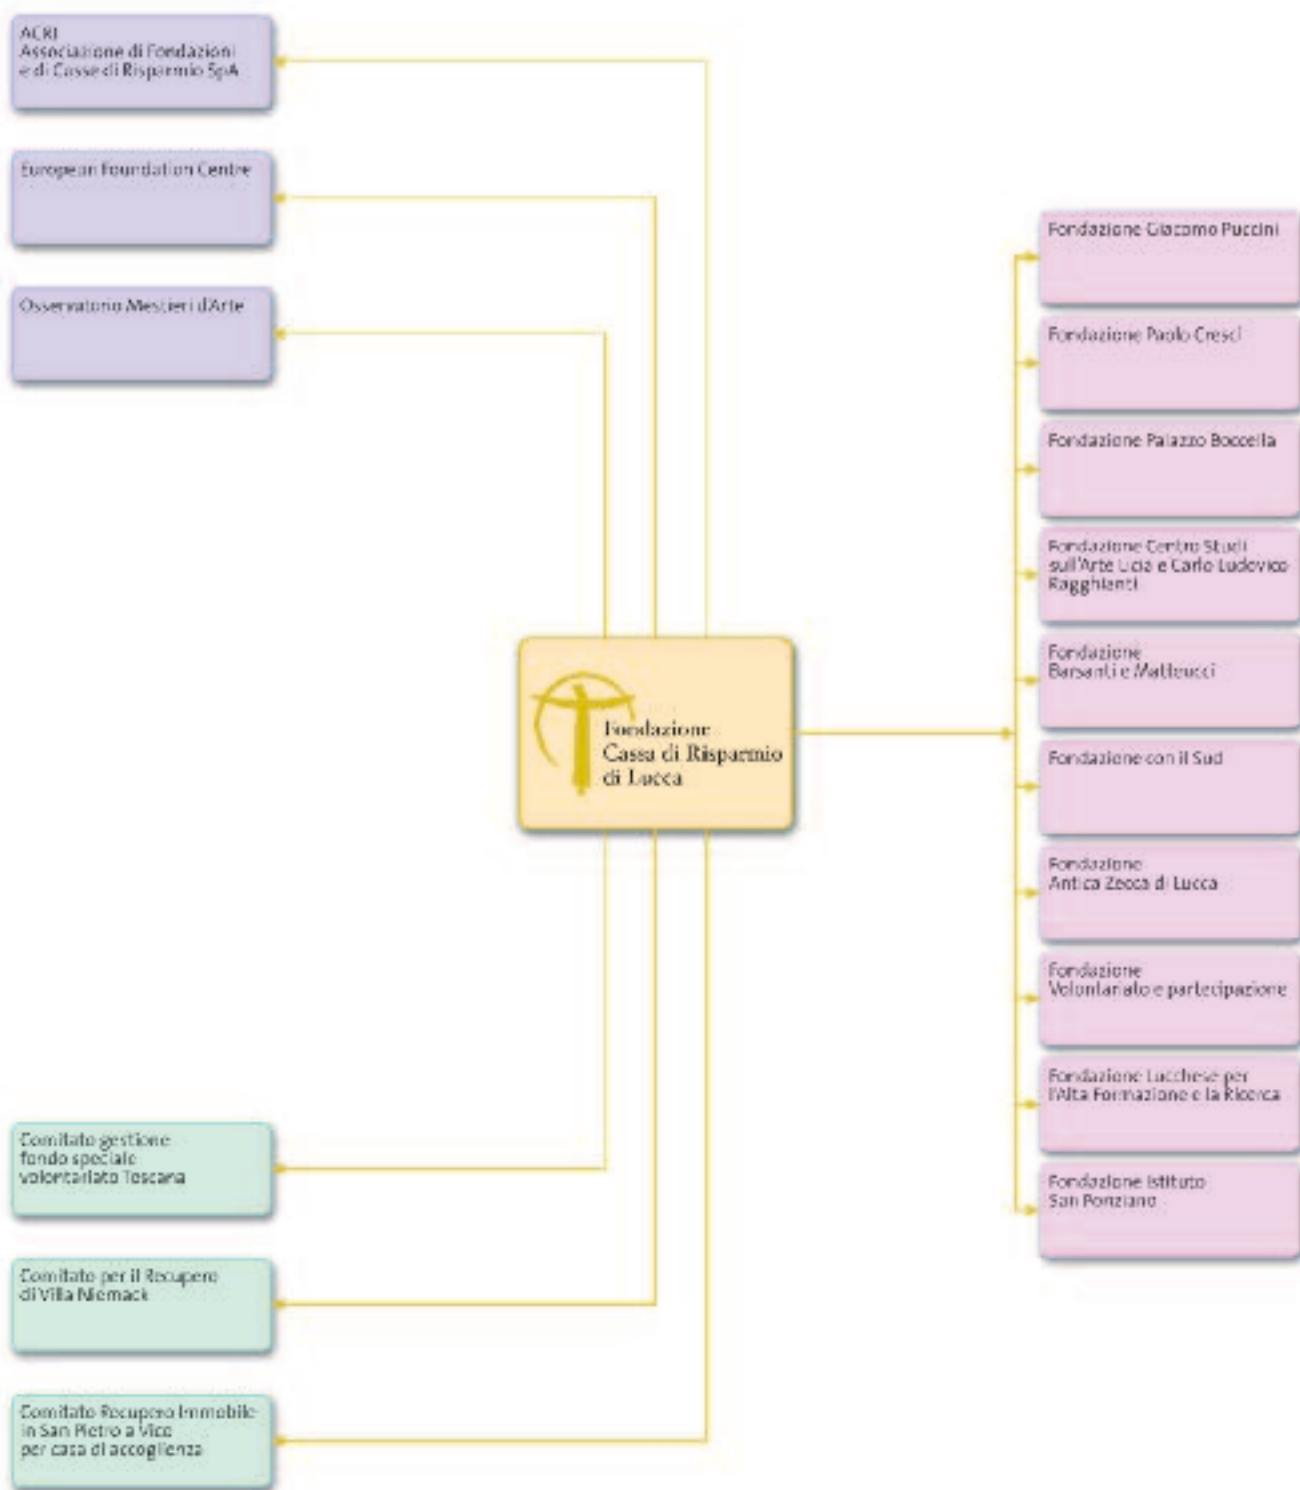 ACRI
Associazione di Fondazioni
e di Casse di Risparmio SpA
European Foundation Centre
Osservatorio Mestieri d'Arte
Fondazione
Cassa di Risparmio
di Lucca
Fondazione Giacomo Puccini
Fondazione Paolo Cresci
Fondazione Palazzo Boccella
Fondazione Centro Studi
sull'Arte Licia e Carlo Ludovico
Ragghianti
Fondazione
Barsanti e Matteucci
Fondazione con il Sud
Fondazione
Antica Zecca di Lucca
Fondazione
Volontariato e partecipazione
Fondazione Lucchese per
l'Alta Formazione e la Ricerca
Fondazione Istituto
San Ponziano
Comitato gestione
fondo speciale
volontariato Toscana
Comitato per il Recupero
di Villa Niemack
Comitato Recupero Immobile
in San Pietro a Vico
per casa di accoglienza